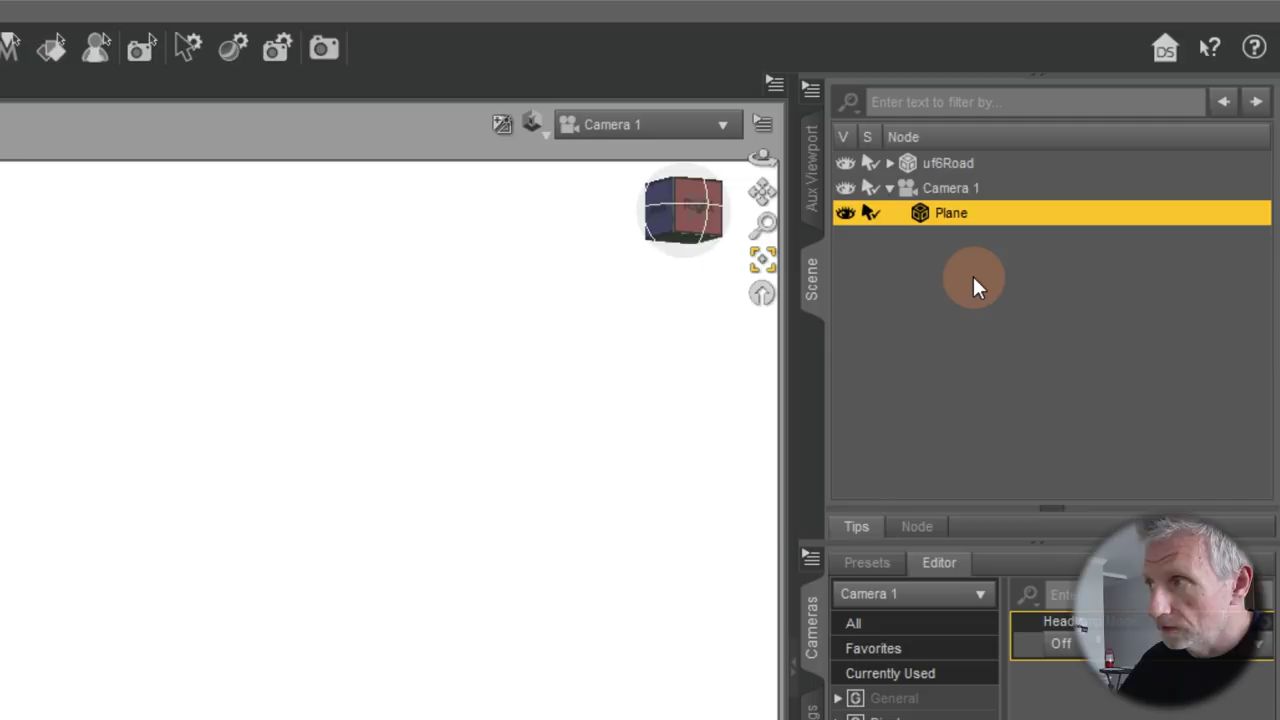 DS
?
?
Camera 1
Enter text to filter by...
V S Node
uf6Road
Camera 1
Plane
Aux Viewport
Scene
Tips Node
Presets Editor
Camera 1
All
Favorites
Currently Used
G General
Off
Cameras